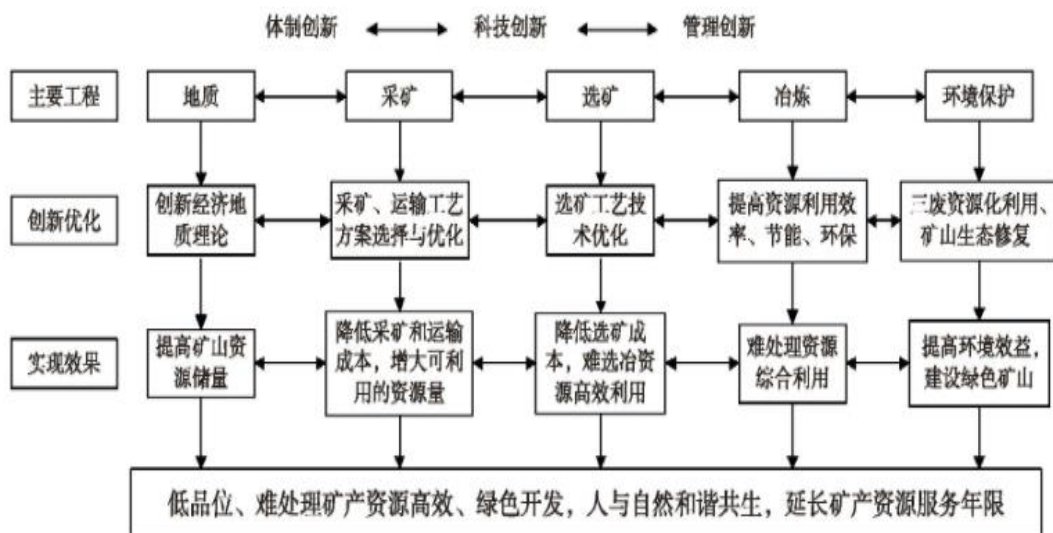 体制创新 科技创新 管理创新
主要工程 地质 采矿 选矿 冶炼 环境保护
创新优化
创新经济地
质理论
采矿、运输工艺
方案选择与优化
选矿工艺技
术优化
提高资源利用效
率、节能、环保
三废资源化利用、
矿山生态修复
实现效果
提高矿山资
源储量
降低采矿和运输
成本，增大可利
用的资源量
降低选矿成
本，难选冶资
源高效利用
难处理资源
综合利用
提高环境效益，
建设绿色矿山
低品位、难处理矿产资源高效、绿色开发，人与自然和谐共生，延长矿产资源服务年限